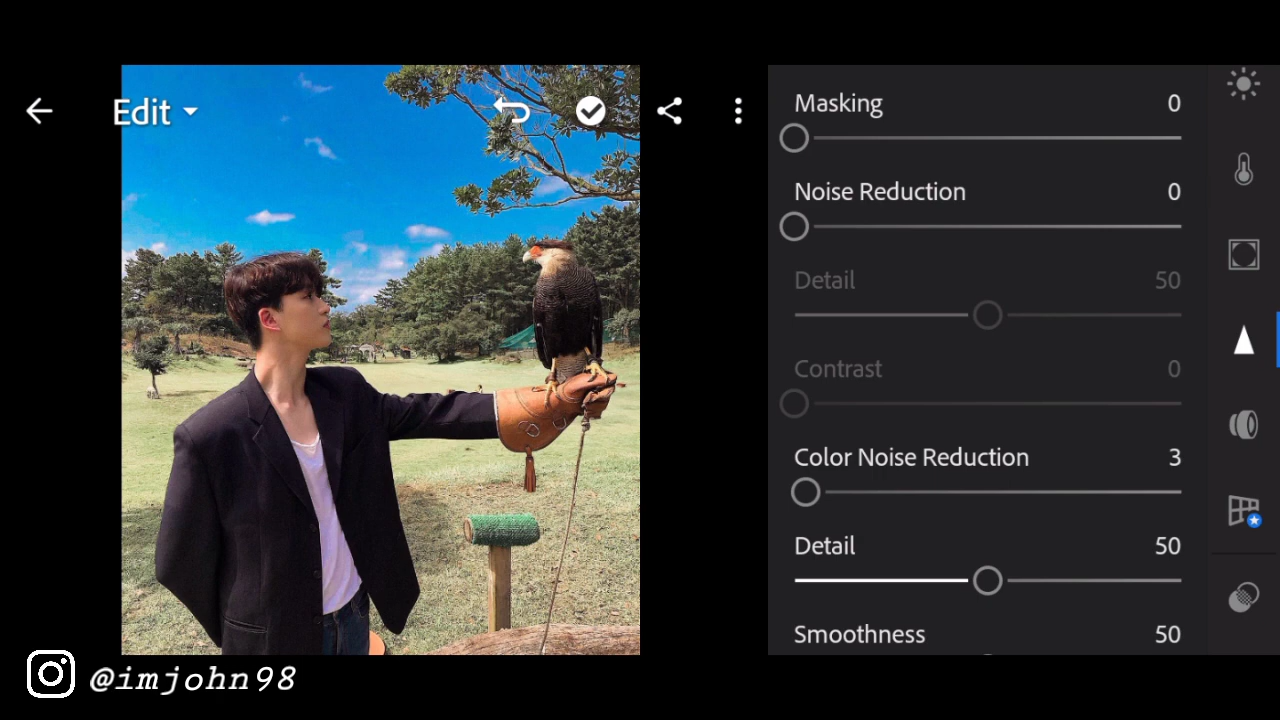 Edit
Masking 0
Noise Reduction 0
Detail 50
Contrast 0
Color Noise Reduction 3
Detail 50
Smoothness 50
@imjohn98